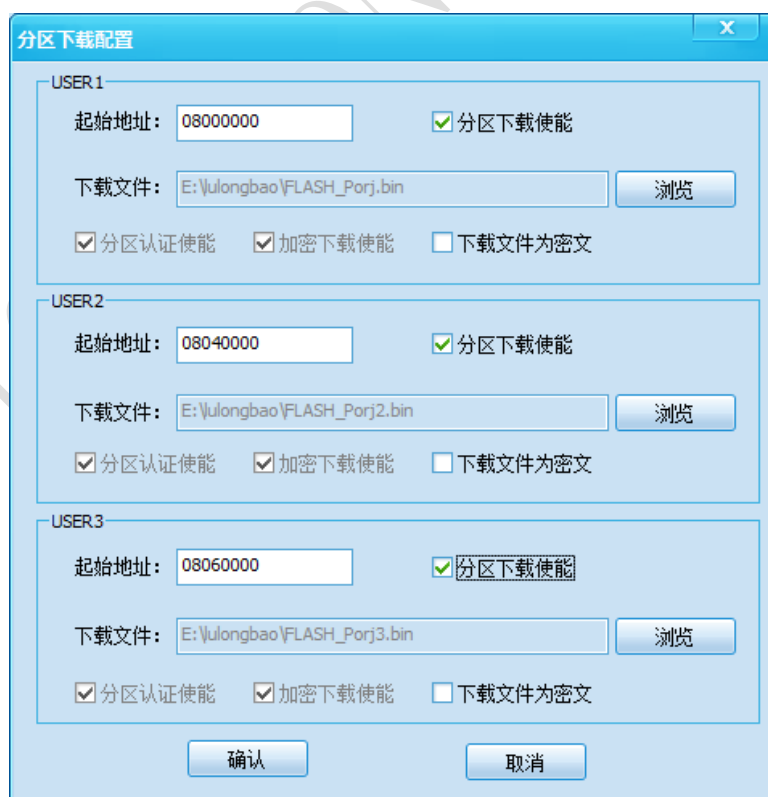 分区下载配置
x
USER1
起始地址： 08000000 分区下载使能
下载文件： E:\lulongbao\FLASH_Porj.bin 浏览
分区认证使能 加密下载使能 下载文件为密文
USER2
起始地址： 08040000 分区下载使能
下载文件： E:\lulongbao\FLASH_Porj2.bin 浏览
分区认证使能 加密下载使能 下载文件为密文
USER3
起始地址： 08060000 分区下载使能
下载文件： E:\lulongbao\FLASH_Porj3.bin 浏览
分区认证使能 加密下载使能 下载文件为密文
确认 取消